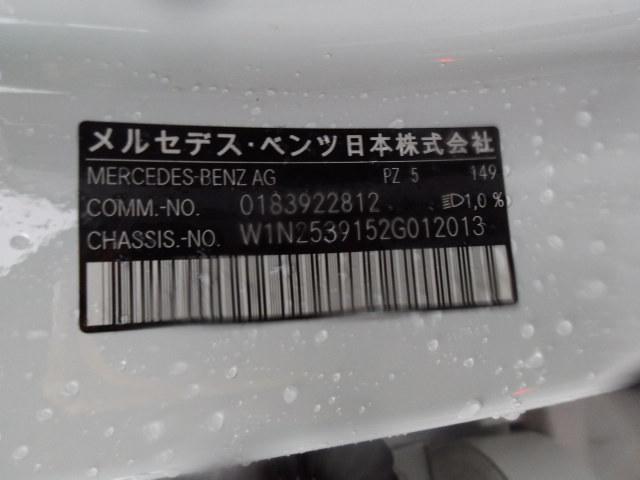 メルセデス・ベンツ日本株式会社
MERCEDES-BENZ AG PZ 5 149
COMM.-NO. 0183922812 1,0 %
CHASSIS.-NO. W1N2539152G012013